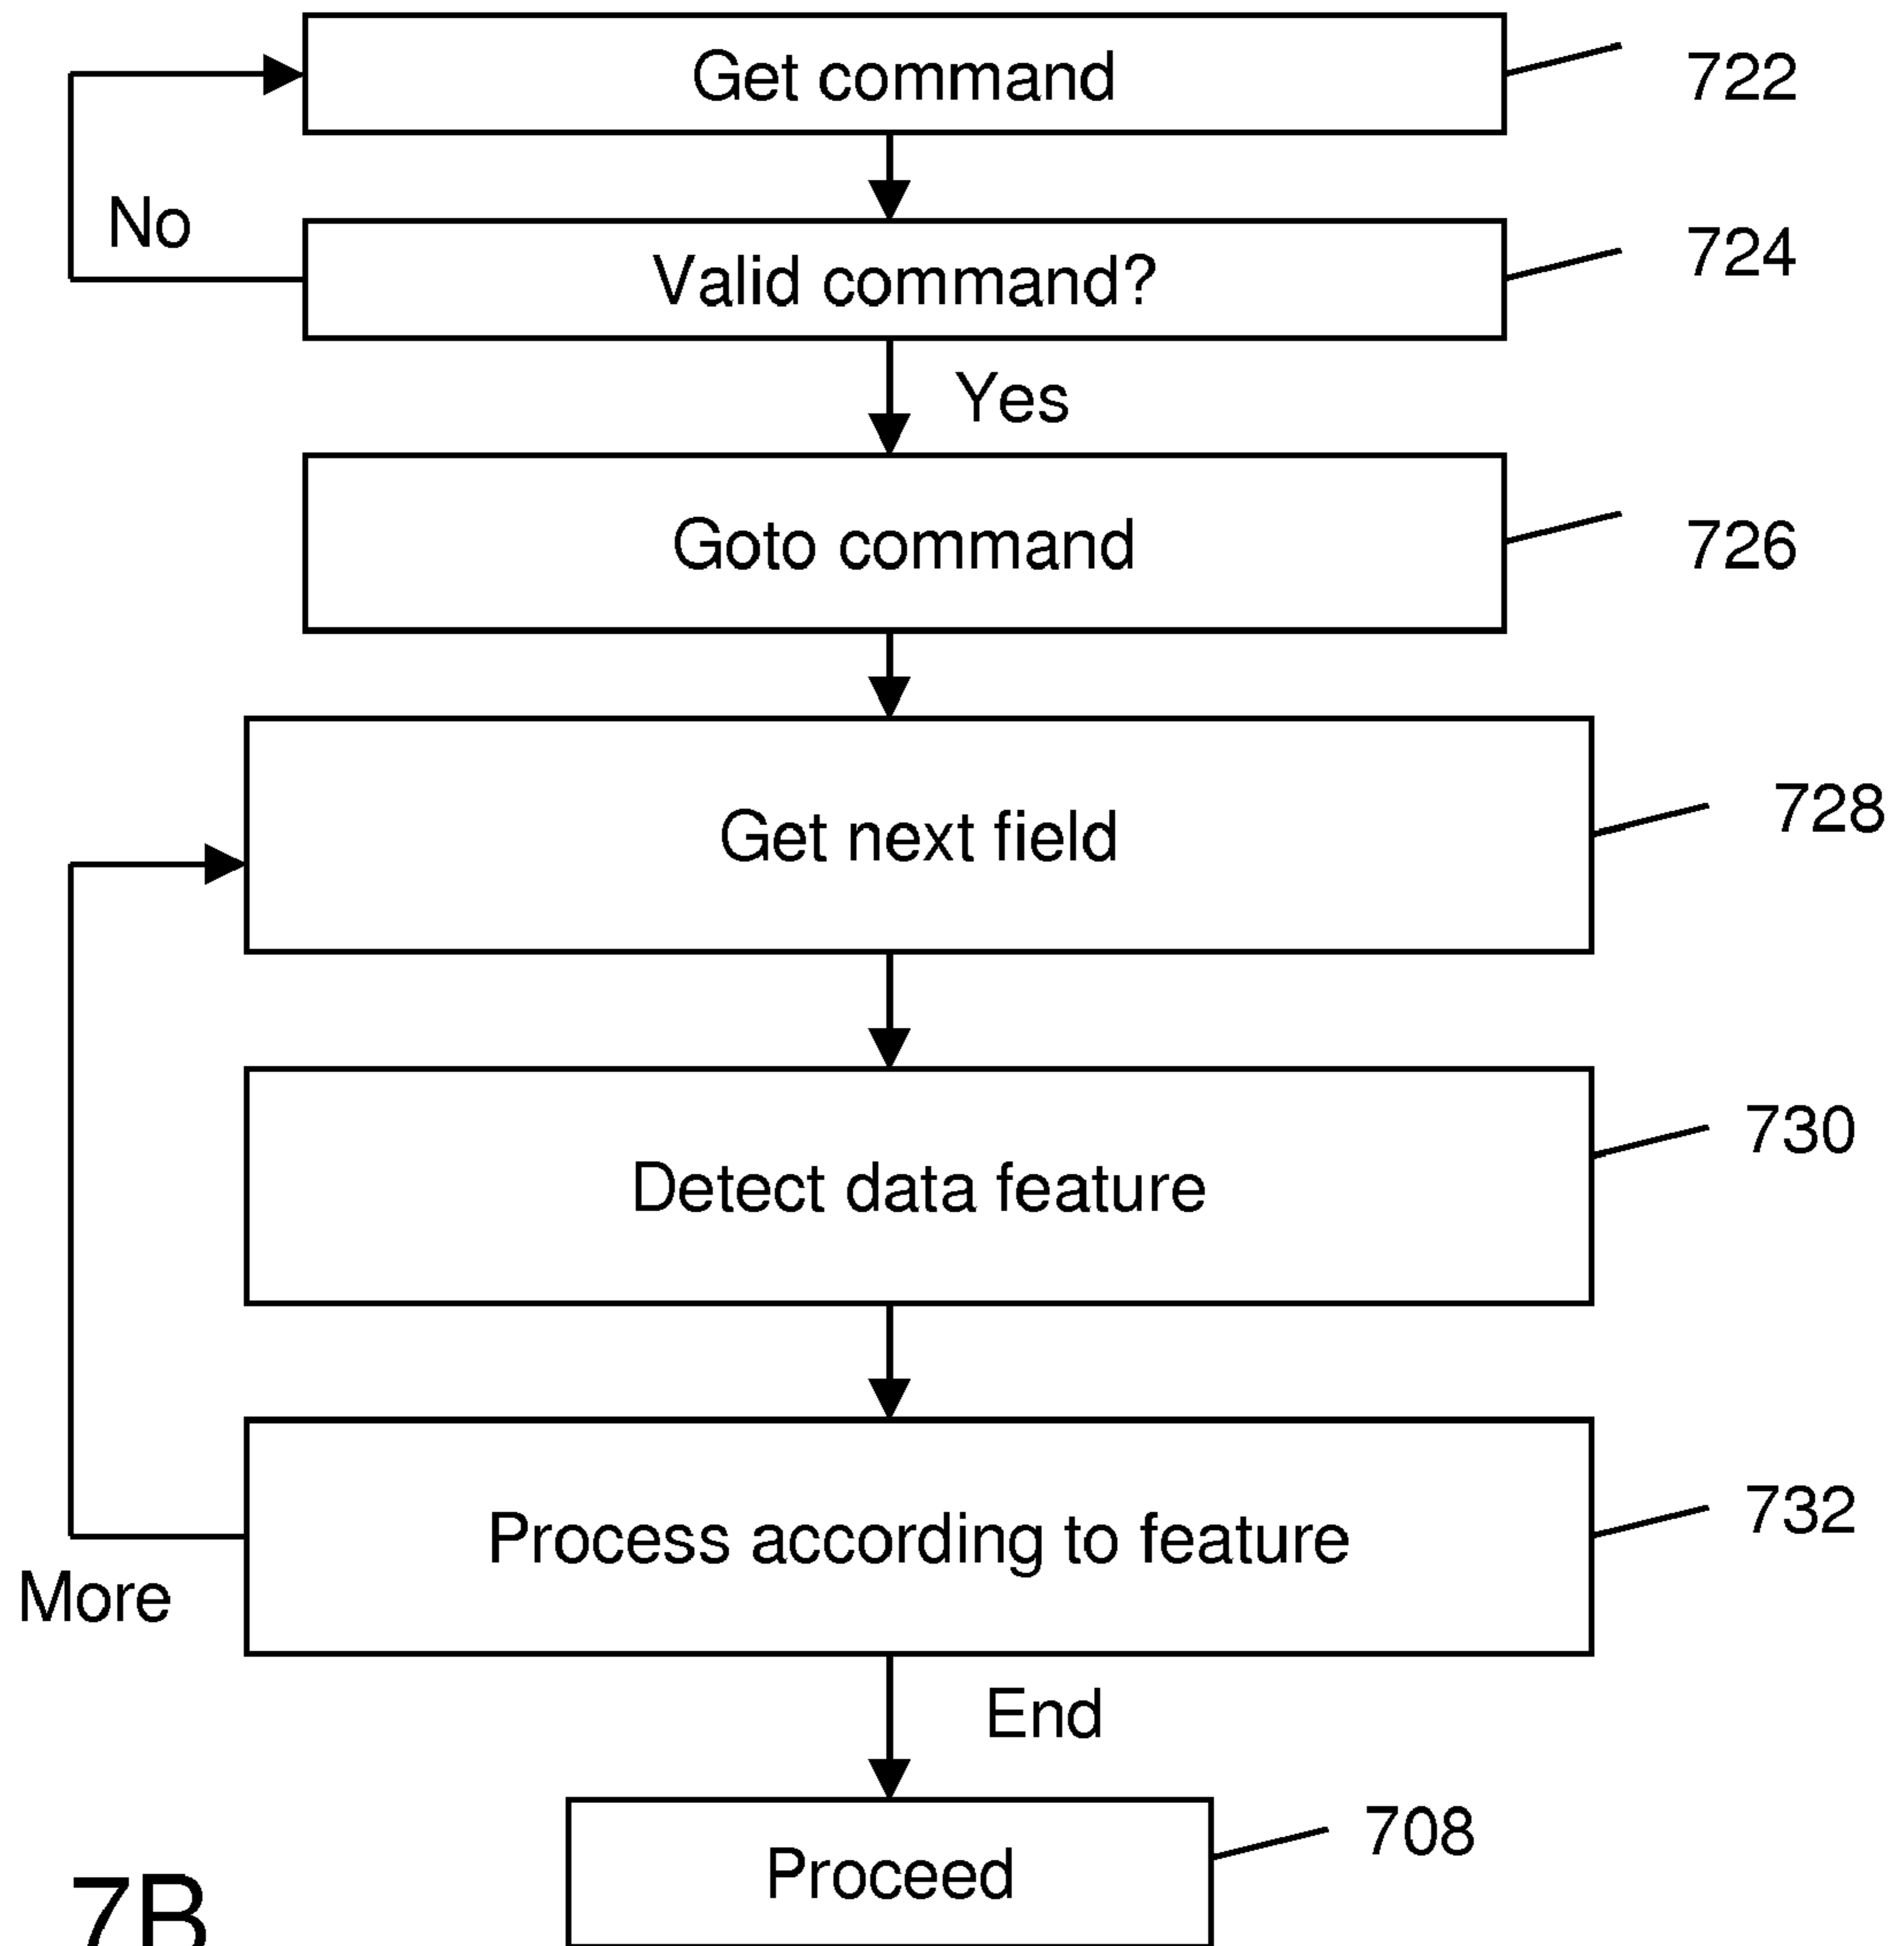 Get command
722
No
Valid command?
724
Yes
Goto command
726
Get next field
728
Detect data feature
730
Process according to feature
732
More
End
Proceed
708
7B